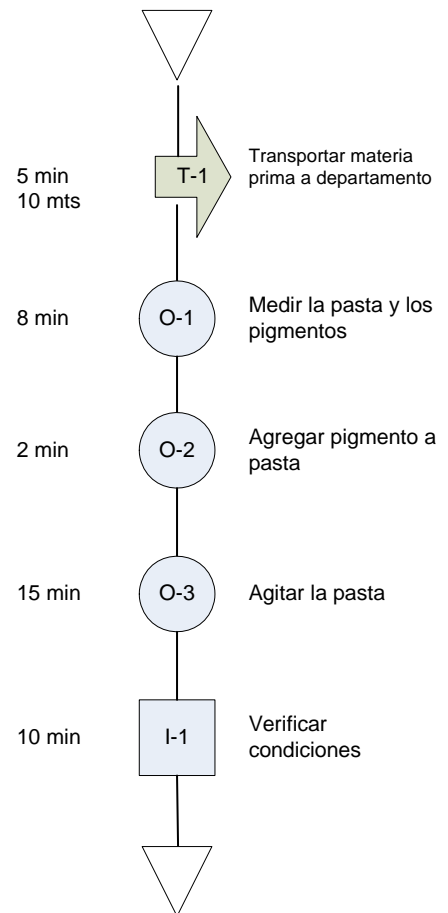 5 min
10 mts
T-1
Transportar materia
prima a departamento
8 min
O-1
Medir la pasta y los
pigmentos
2 min
O-2
Agregar pigmento a
pasta
15 min
O-3
Agitar la pasta
10 min
I-1
Verificar
condiciones